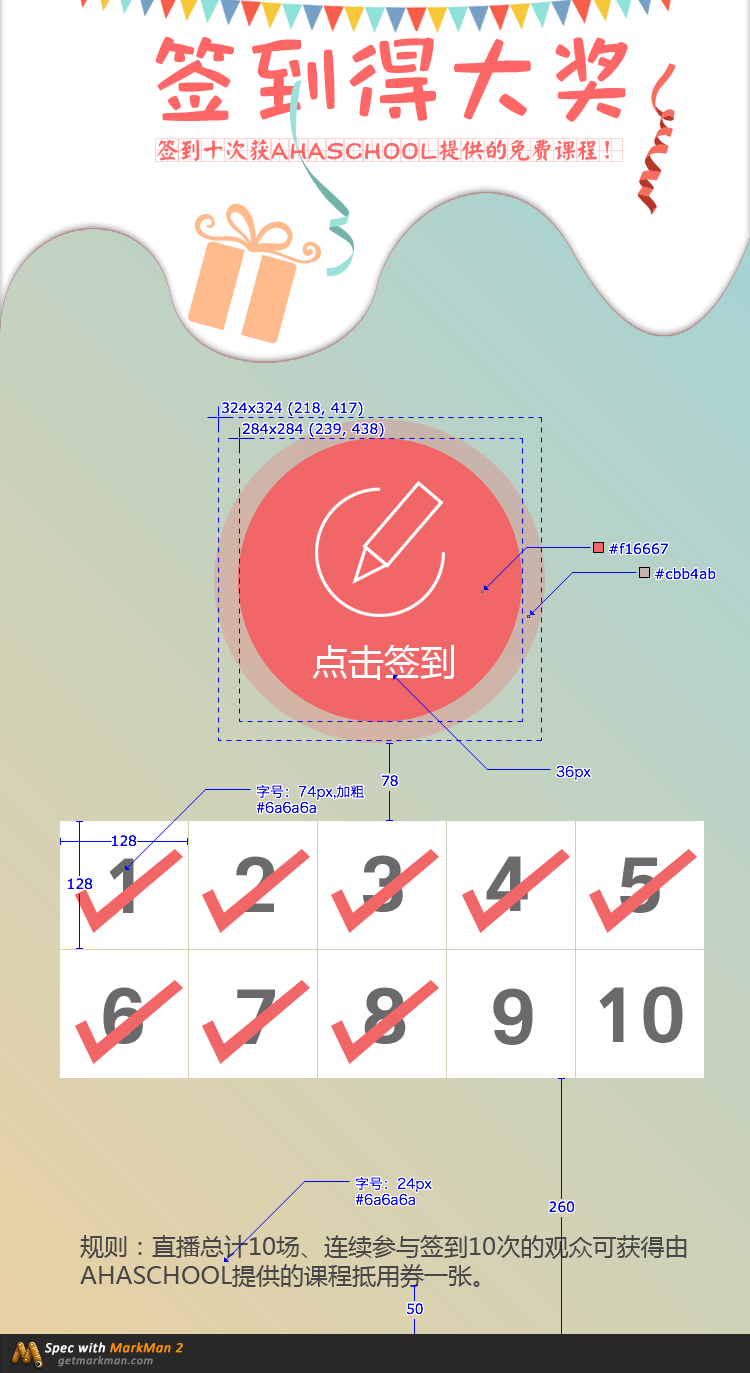 签到得大奖
签到十次获AHASCHOOL提供的免费课程！
324x324 (218, 417)
284x284 (239, 438)
#f16667
#cbb4ab
点击签到
36px
78
字号：74px,加粗
#6a6a6a
128
128
1 2 3 4 5
6 7 8 9 10
字号：24px
#6a6a6a
260
规则：直播总计10场、连续参与签到10次的观众可获得由
AHASCHOOL提供的课程抵用券一张。
50
Spec with MarkMan 2
getmarkman.com